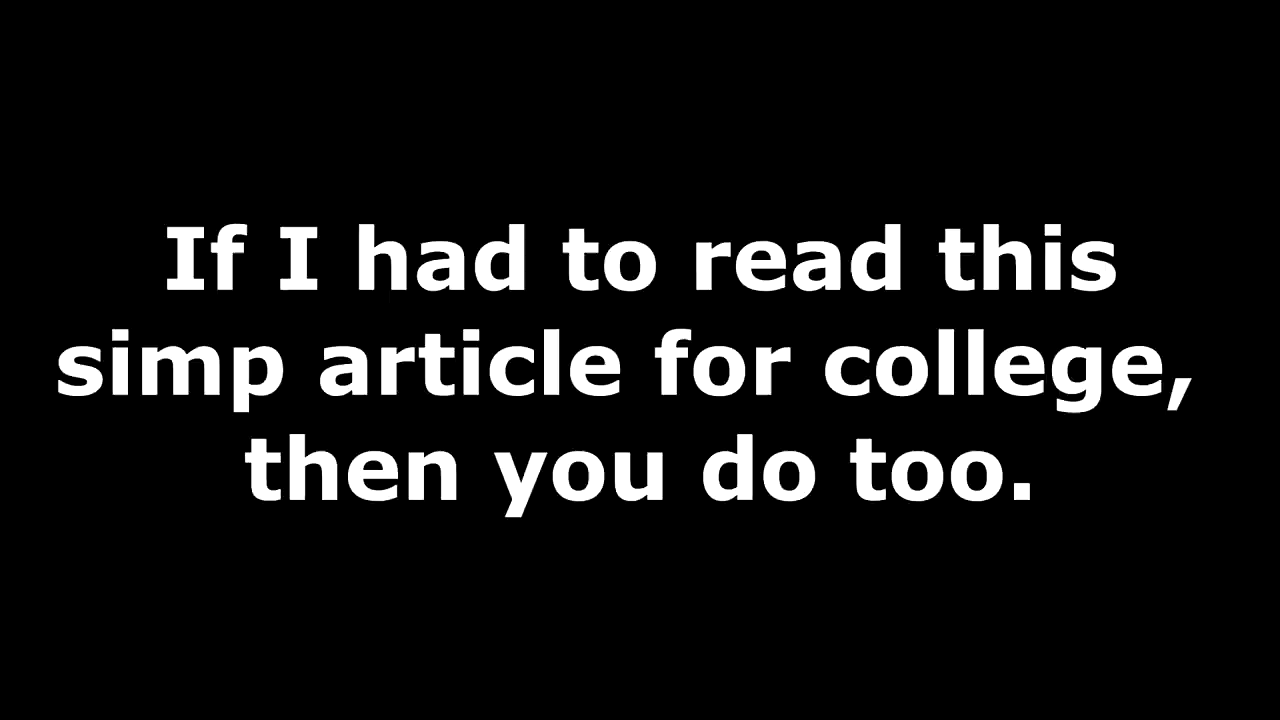 If I had to read this
simp article for college,
then you do too.